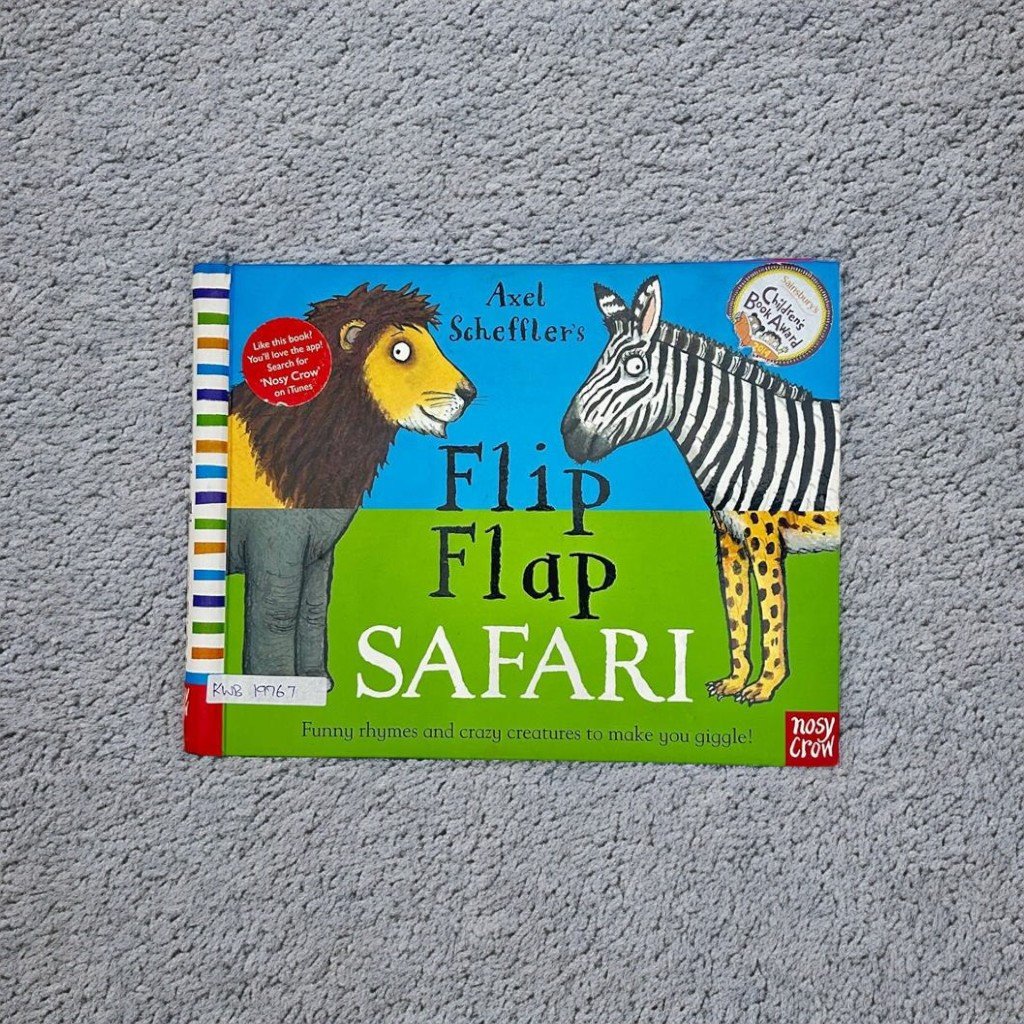 Axel
Scheffler's
Sainsbury's
Children's
Book Award
2014
Like this book?
You'll love the app!
Search for
'Nosy Crow'
on iTunes
Flip
Flap
SAFARI
KWB 19767
Funny rhymes and crazy creatures to make you giggle!
nosy
crow